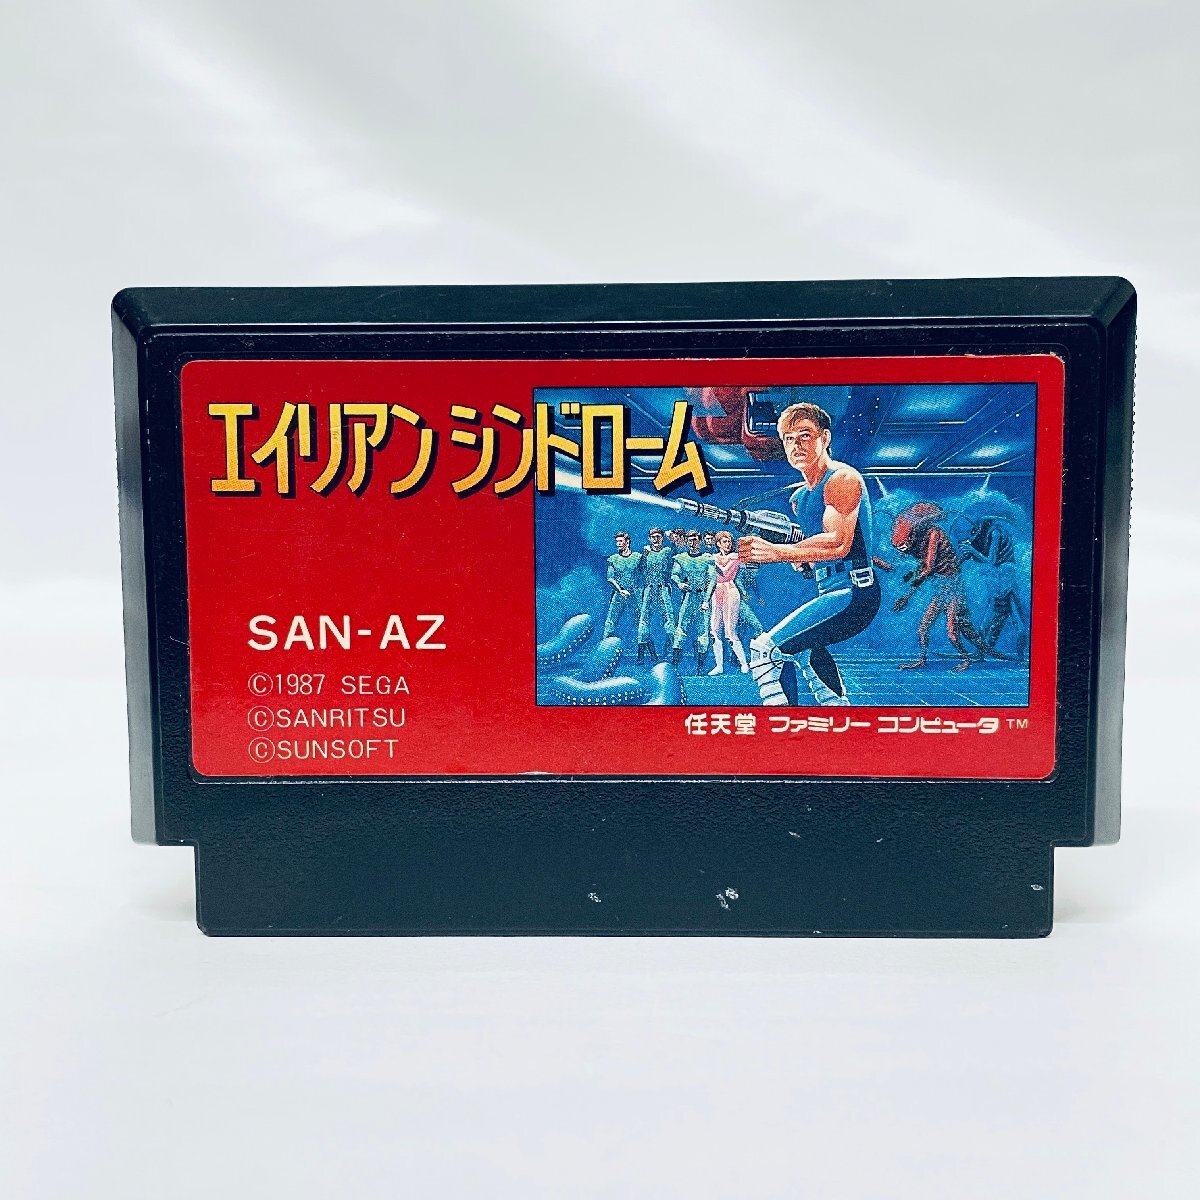 エイリアンシンドローム
SAN-AZ
©1987 SEGA
©SANRITSU
©SUNSOFT
任天堂 ファミリー コンピュータ™